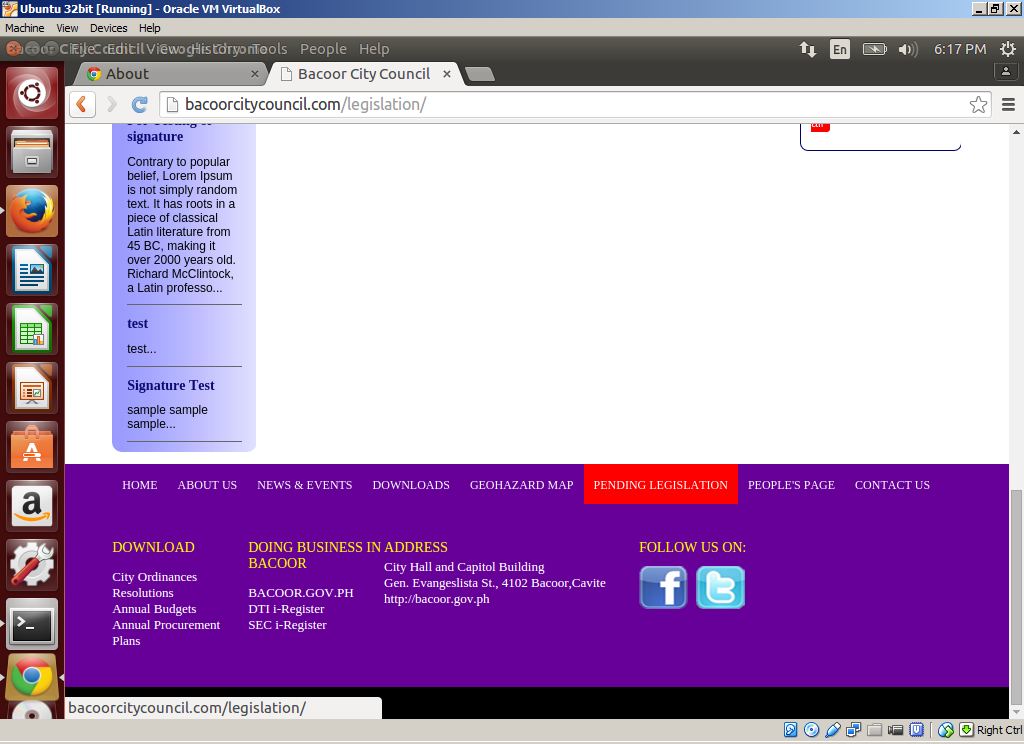 Ubuntu 32bit [Running] - Oracle VM VirtualBox
Machine View Devices Help
File Edit View History Tools People Help
En 6:17 PM
About
Bacoor City Council
bacoorcitycouncil.com/legislation/
signature
Contrary to popular
belief, Lorem Ipsum
is not simply random
text. It has roots in a
piece of classical
Latin literature from
45 BC, making it
over 2000 years old.
Richard McClintock,
a Latin professo...
test
test...
Signature Test
sample sample
sample...
HOME ABOUT US NEWS & EVENTS DOWNLOADS GEOHAZARD MAP PENDING LEGISLATION PEOPLE'S PAGE CONTACT US
DOWNLOAD
City Ordinances
Resolutions
Annual Budgets
Annual Procurement
Plans
DOING BUSINESS IN
BACOOR
BACOOR.GOV.PH
DTI i-Register
SEC i-Register
ADDRESS
City Hall and Capitol Building
Gen. Evangeslista St., 4102 Bacoor,Cavite
http://bacoor.gov.ph
FOLLOW US ON:
bacoorcitycouncil.com/legislation/
Right Ctrl